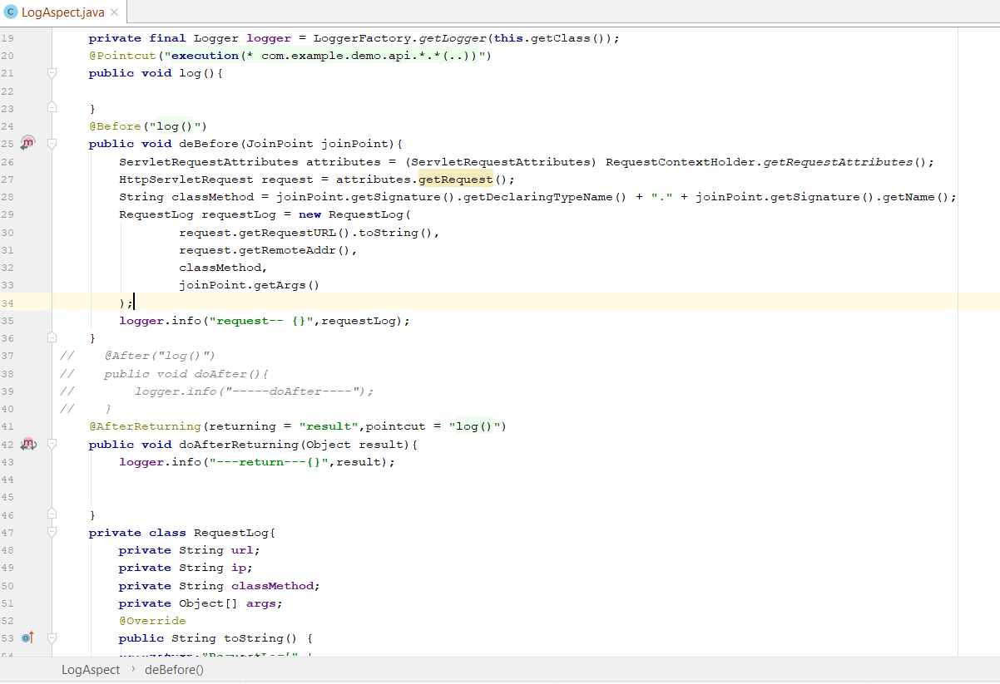 LogAspect.java
19 private final Logger logger = LoggerFactory.getLogger(this.getClass());
20 @Pointcut("execution(* com.example.demo.api.*.*(..))")
21 public void log(){
22
23 }
24 @Before("log()")
25 public void deBefore(JoinPoint joinPoint){
26 ServletRequestAttributes attributes = (ServletRequestAttributes) RequestContextHolder.getRequestAttributes();
27 HttpServletRequest request = attributes.getRequest();
28 String classMethod = joinPoint.getSignature().getDeclaringTypeName() + "." + joinPoint.getSignature().getName();
29 RequestLog requestLog = new RequestLog(
30 request.getRequestURL().toString(),
31 request.getRemoteAddr(),
32 classMethod,
33 joinPoint.getArgs()
34 );
35 logger.info("request-- {}",requestLog);
36 }
37 // @After("log()")
38 // public void doAfter(){
39 // logger.info("-----doAfter----");
40 // }
41 @AfterReturning(returning = "result",pointcut = "log()")
42 public void doAfterReturning(Object result){
43 logger.info("---return---{}",result);
44
45
46 }
47 private class RequestLog{
48 private String url;
49 private String ip;
50 private String classMethod;
51 private Object[] args;
52 @Override
53 public String toString() {
LogAspect › deBefore()